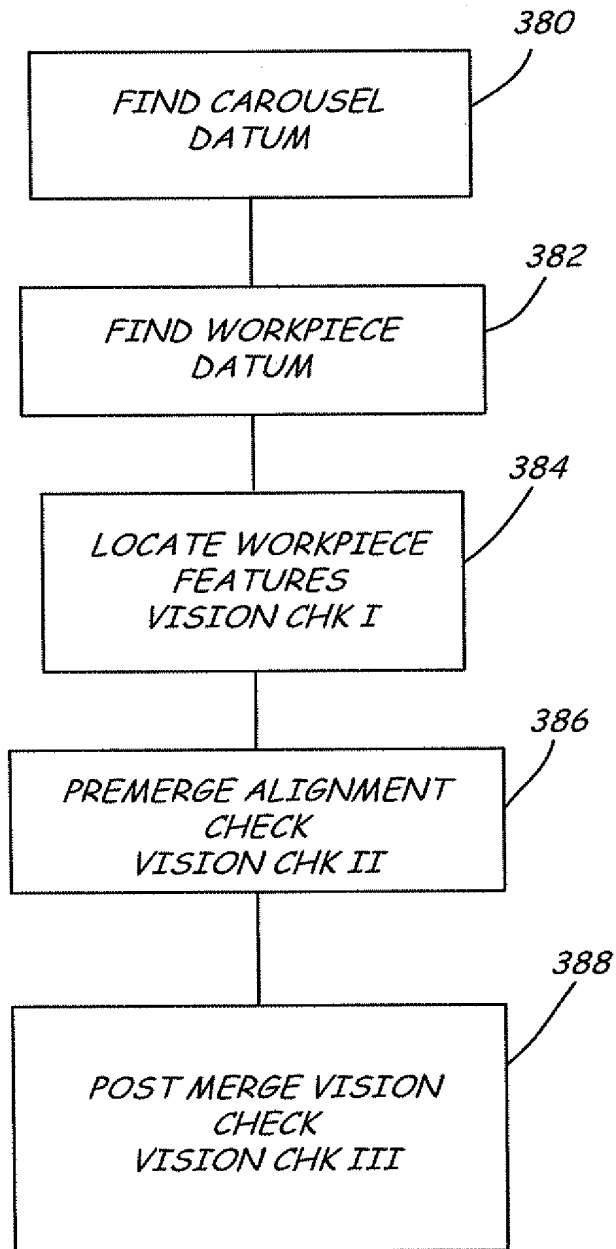 380
FIND CAROUSEL
DATUM
382
FIND WORKPIECE
DATUM
384
LOCATE WORKPIECE
FEATURES
VISION CHK I
386
PREMERGE ALIGNMENT
CHECK
VISION CHK II
388
POST MERGE VISION
CHECK
VISION CHK III